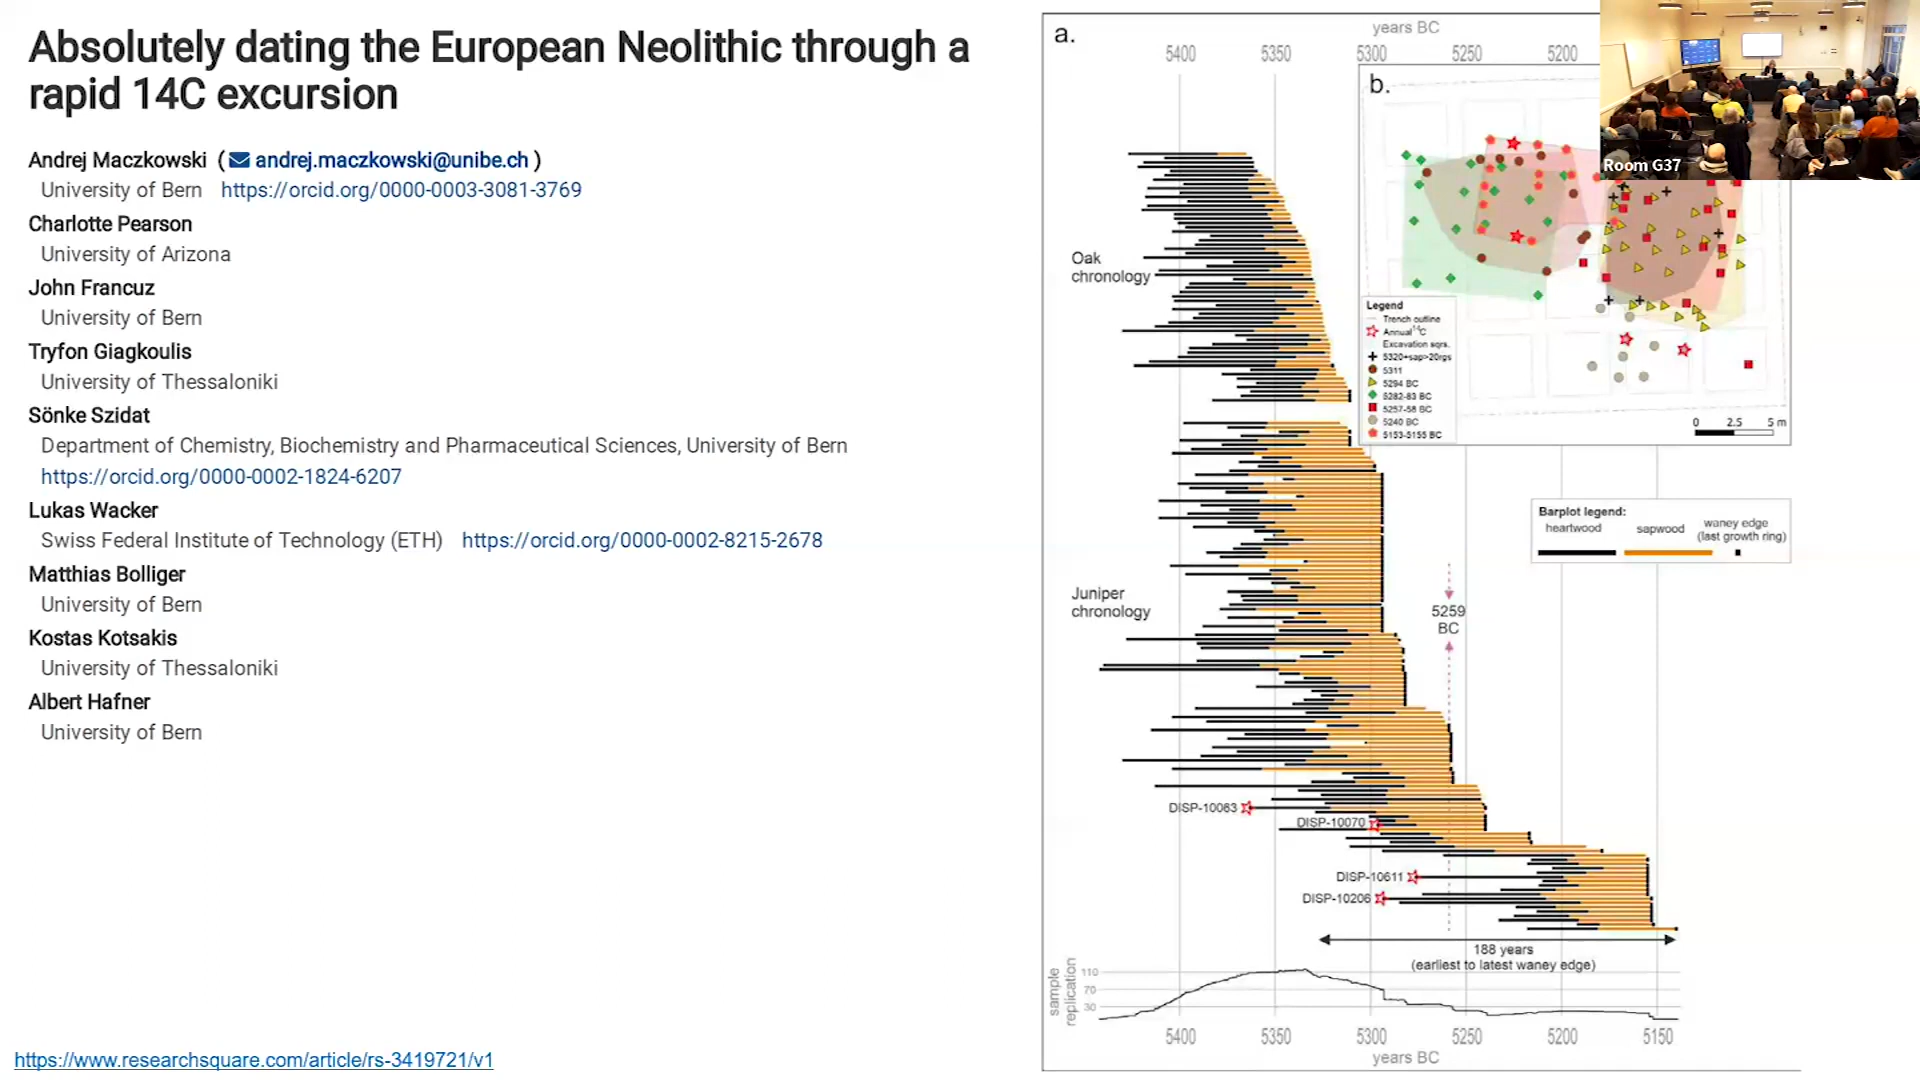 Absolutely dating the European Neolithic through a
rapid 14C excursion
Andrej Maczkowski ( andrej.maczkowski@unibe.ch )
University of Bern https://orcid.org/0000-0003-3081-3769
Charlotte Pearson
University of Arizona
John Francuz
University of Bern
Tryfon Giagkoulis
University of Thessaloniki
Sönke Szidat
Department of Chemistry, Biochemistry and Pharmaceutical Sciences, University of Bern
https://orcid.org/0000-0002-1824-6207
Lukas Wacker
Swiss Federal Institute of Technology (ETH) https://orcid.org/0000-0002-8215-2678
Matthias Bolliger
University of Bern
Kostas Kotsakis
University of Thessaloniki
Albert Hafner
University of Bern
https://www.researchsquare.com/article/rs-3419721/v1
a.
years BC
5400 5350 5300 5250 5200
b.
Room G37
Legend
Trench outline
Annual 14C
Excavation sqrs.
5320+sap>20rgs
5311
5294 BC
5282-83 BC
5257-58 BC
5240 BC
5153-5155 BC
0 2.5 5 m
Oak
chronology
Barplot legend:
heartwood sapwood waney edge
(last growth ring)
Juniper
chronology
5259
BC
DISP-10083
DISP-10070
DISP-10611
DISP-10206
188 years
(earliest to latest waney edge)
sample
replication
110
70
30
5400 5350 5300 5250 5200 5150
years BC